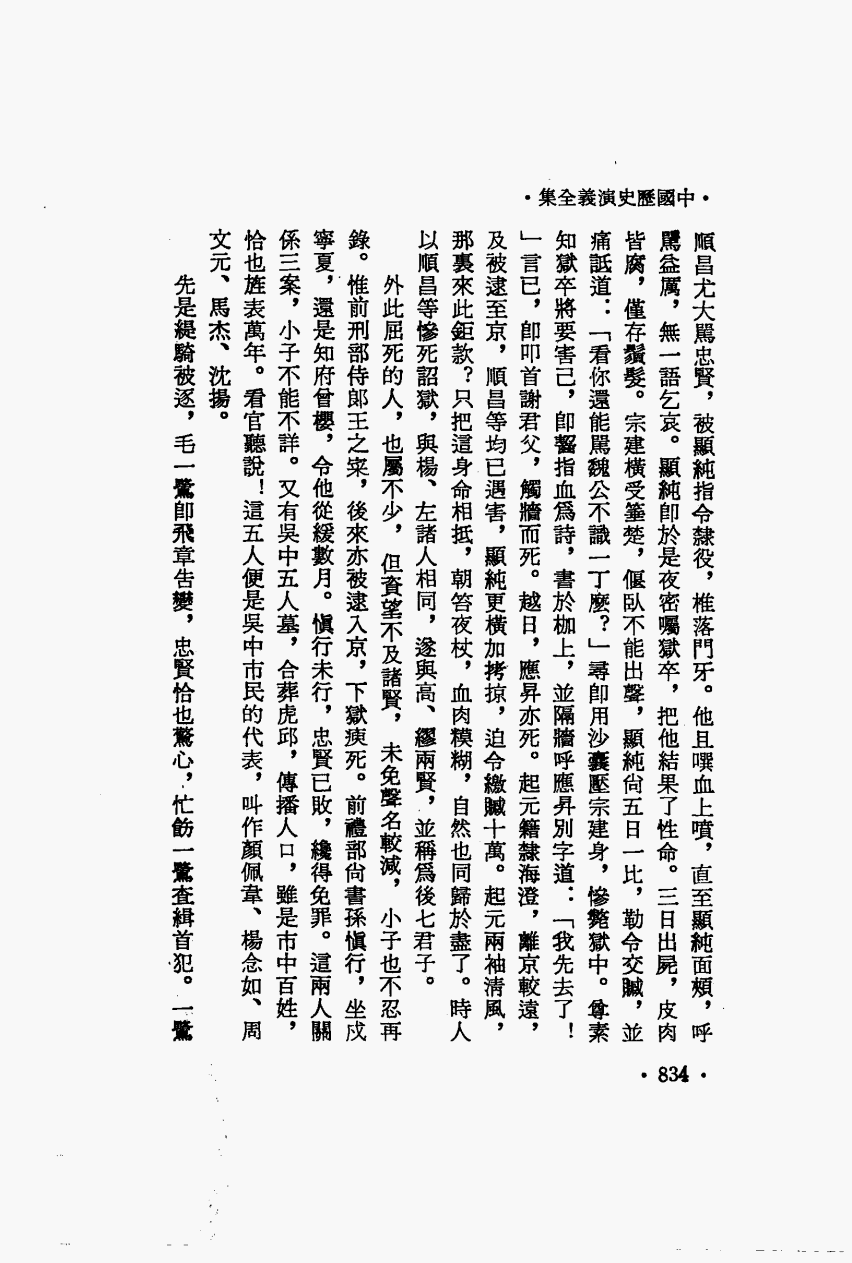 •中國歷史演義全集•
順昌尤大罵忠賢，被顯純指令隸役，椎落門牙。他且噀血上噴，直至顯純面頰，呼
罵益厲，無一語乞哀。顯純卽於是夜密囑獄卒，把他結果了性命。三日出屍，皮肉
皆腐，僅存鬚髮。宗建橫受箠楚，偃臥不能出聲，顯純尙五日一比，勒令交贓，並
痛詆道：「看你還能罵魏公不識一丁麽？」尋卽用沙囊壓宗建身，慘斃獄中。尊素
知獄卒將要害己，卽齧指血爲詩，書於枷上，並隔牆呼應昇別字道：「我先去了！
」言已，卽叩首謝君父，觸牆而死。越日，應昇亦死。起元籍隸海澄，離京較遠，
及被逮至京，順昌等均已遇害，顯純更橫加拷掠，迫令繳贓十萬。起元兩袖清風，
那裏來此鉅款？只把這身命相抵，朝笞夜杖，血肉糢糊，自然也同歸於盡了。時人
以順昌等慘死詔獄，與楊、左諸人相同，遂與高、繆兩賢，並稱爲後七君子。
外此屈死的人，也屬不少，但資望不及諸賢，未免聲名較減，小子也不忍再
錄。惟前刑部侍郎王之寀，後來亦被逮入京，下獄瘐死。前禮部尙書孫愼行，坐戍
寧夏，還是知府曾櫻，令他從緩數月。愼行未行，忠賢已敗，纔得免罪。這兩人關
係三案，小子不能不詳。又有吳中五人墓，合葬虎邱，傳播人口，雖是市中百姓，
恰也旌表萬年。看官聽說！這五人便是吳中市民的代表，叫作顏佩韋、楊念如、周
文元、馬杰、沈揚。
先是緹騎被逐，毛一鷺卽飛章告變，忠賢恰也驚心，忙飭一鷺查緝首犯。一鷺
•834•